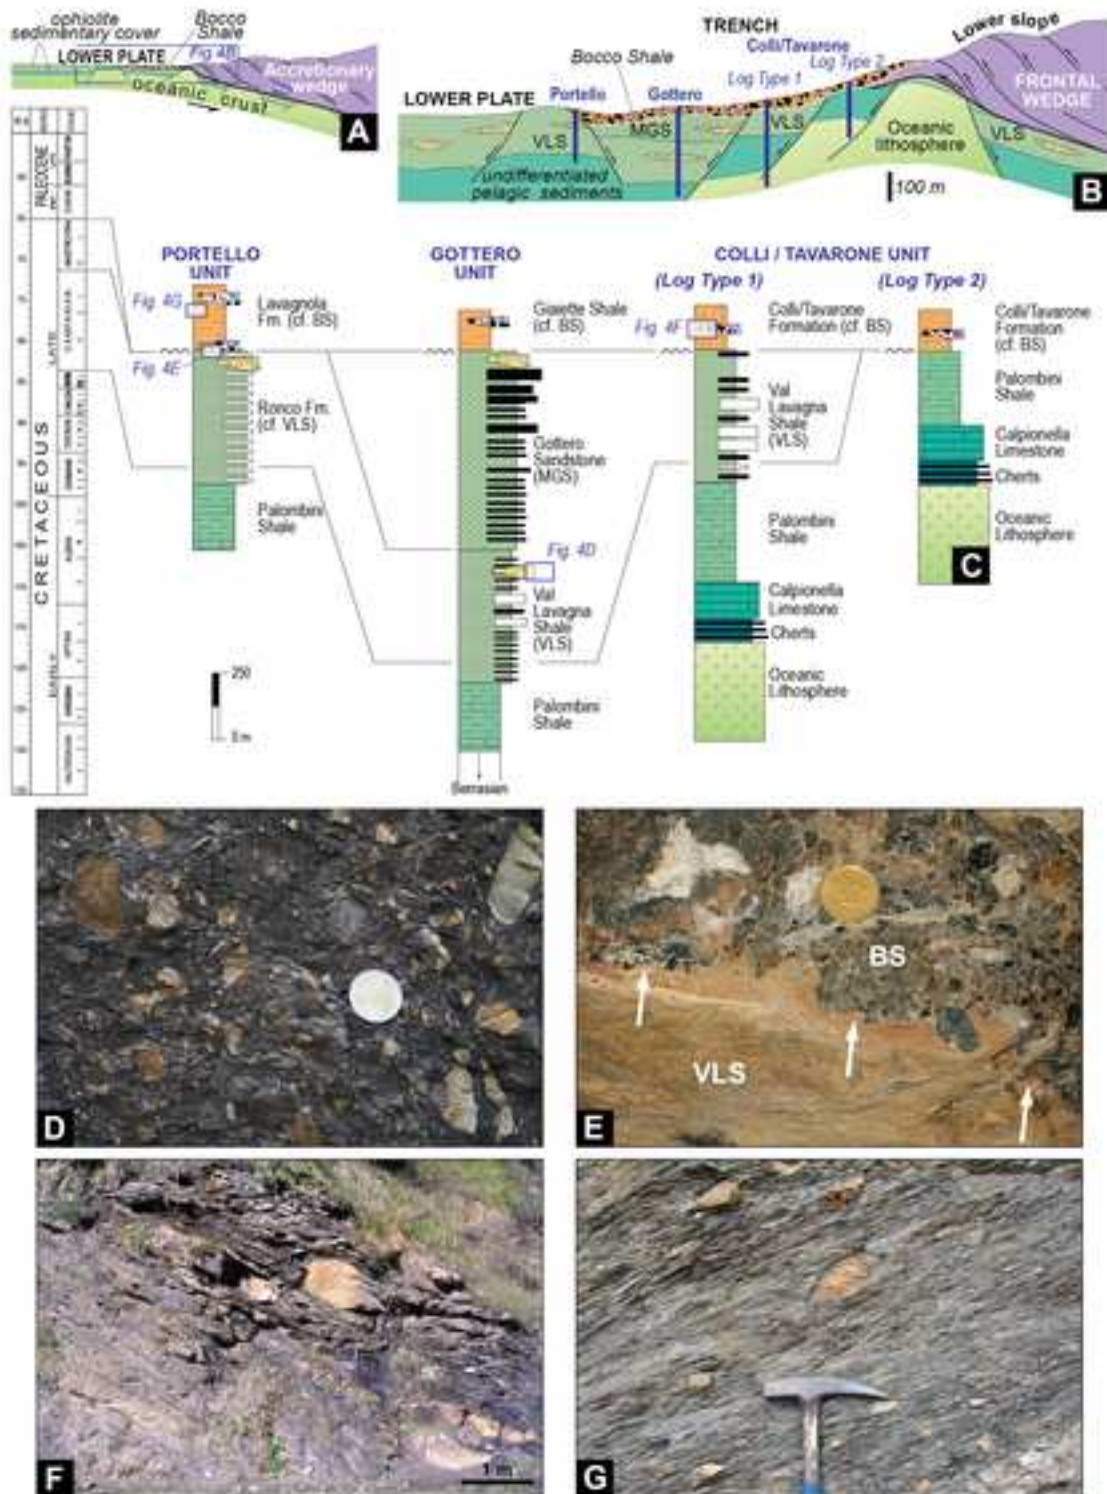 ophiolite
sedimentary cover
Bocco
Shale
LOWER PLATE
Fig. 4B
Accretionary
wedge
oceanic crust
A
TRENCH
Lower slope
Colli/Tavarone
Bocco Shale
Log Type 1
Log Type 2
LOWER PLATE
Portello
Gottero
FRONTAL
WEDGE
VLS
MGS
VLS
Oceanic
lithosphere
VLS
undifferentiated
pelagic sediments
100 m
B
PALEOCENE
LATE
CRETACEOUS
EARLY
PORTELLO
UNIT
GOTTERO
UNIT
COLLI / TAVARONE UNIT
(Log Type 1)
(Log Type 2)
Fig. 4G
Lavagnola
Fm. (cf. BS)
Fig. 4E
Ronco Fm.
(cf. VLS)
Palombini
Shale
250
0 m
Giaiette Shale
(cf. BS)
Gottero
Sandstone
(MGS)
Fig. 4D
Val
Lavagna
Shale
(VLS)
Palombini
Shale
Fig. 4F
Colli/Tavarone
Formation (cf. BS)
Val
Lavagna
Shale
(VLS)
Palombini
Shale
Calpionella
Limestone
Cherts
Oceanic
Lithosphere
Colli/Tavarone
Formation
(cf. BS)
Palombini
Shale
Calpionella
Limestone
Cherts
Oceanic
Lithosphere
C
D
BS
VLS
E
F
1 m
G